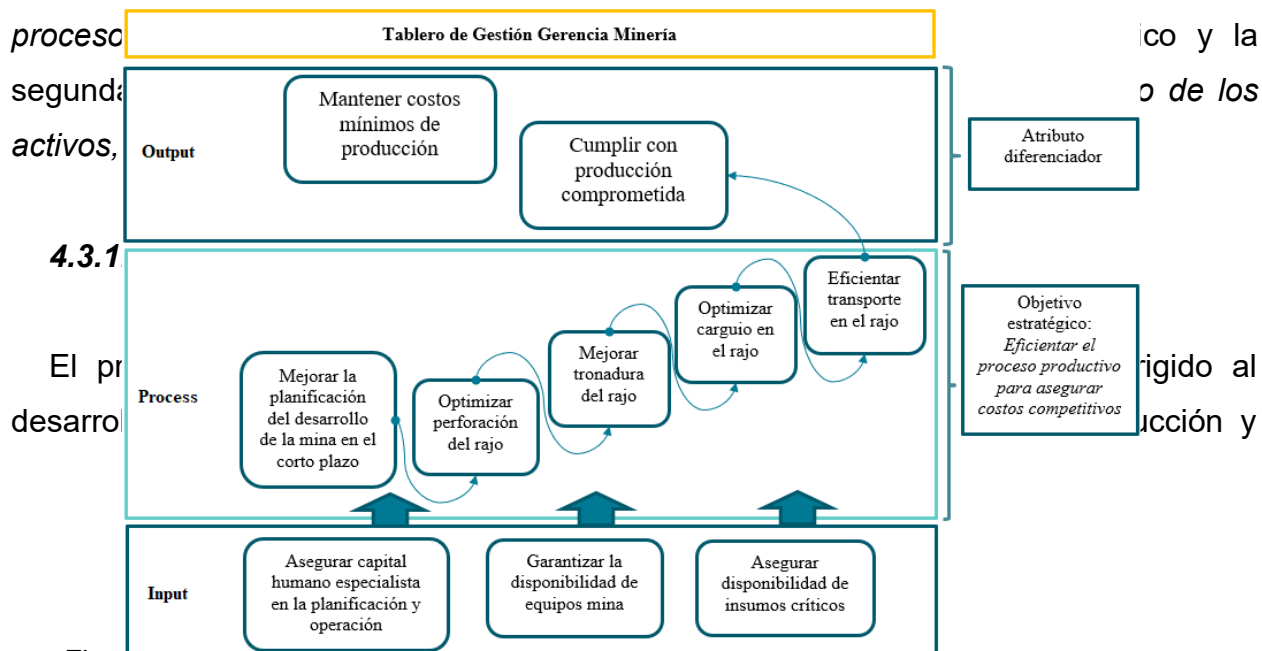 Tablero de Gestión Gerencia Minería
proceso
ico y la
segunda
o de los
activos,
Output
Mantener costos
mínimos de
producción
Cumplir con
producción
comprometida
Atributo
diferenciador
4.3.1
El pr
rigido al
desarrol
ucción y
Process
Mejorar la
planificación
del desarrollo
de la mina en el
corto plazo
Optimizar
perforación
del rajo
Mejorar
tronadura
del rajo
Optimizar
carguio en
el rajo
Eficientar
transporte
en el rajo
Objetivo
estratégico:
Eficientar el
proceso productivo
para asegurar
costos competitivos
Input
Asegurar capital
humano especialista
en la planificación y
operación
Garantizar la
disponibilidad de
equipos mina
Asegurar
disponibilidad de
insumos críticos